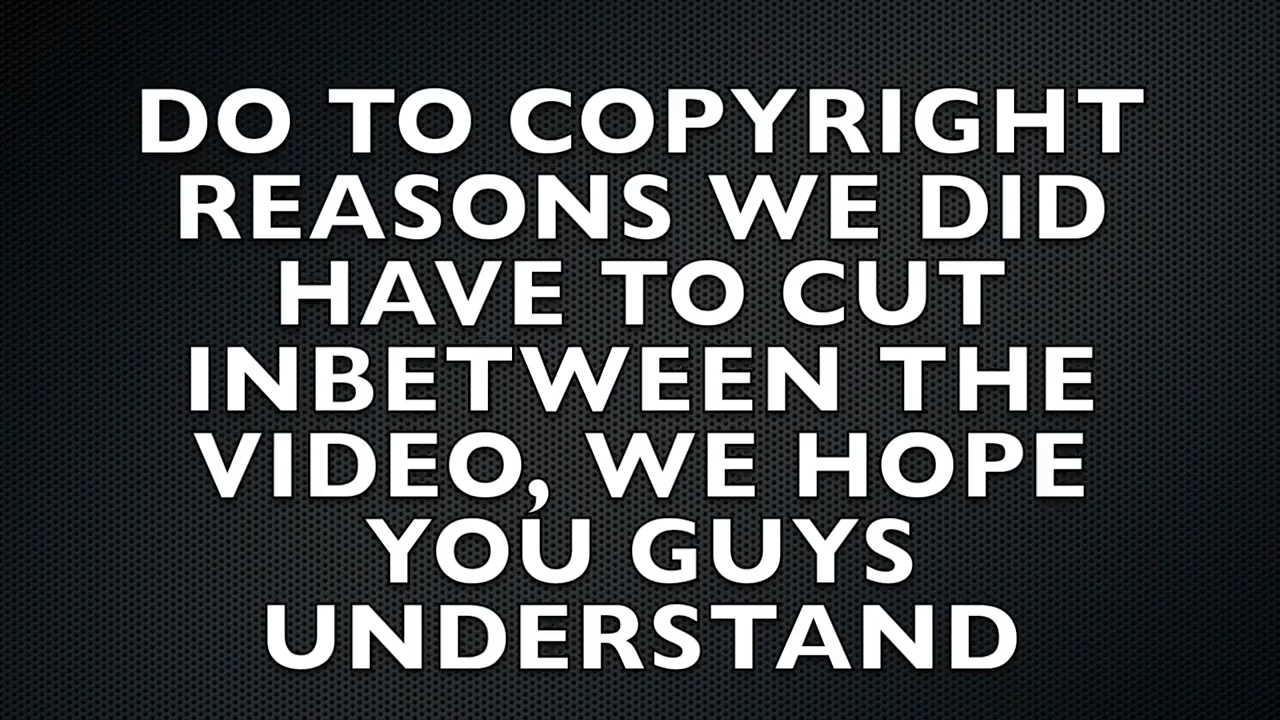 DO TO COPYRIGHT
REASONS WE DID
HAVE TO CUT
INBETWEEN THE
VIDEO, WE HOPE
YOU GUYS
UNDERSTAND